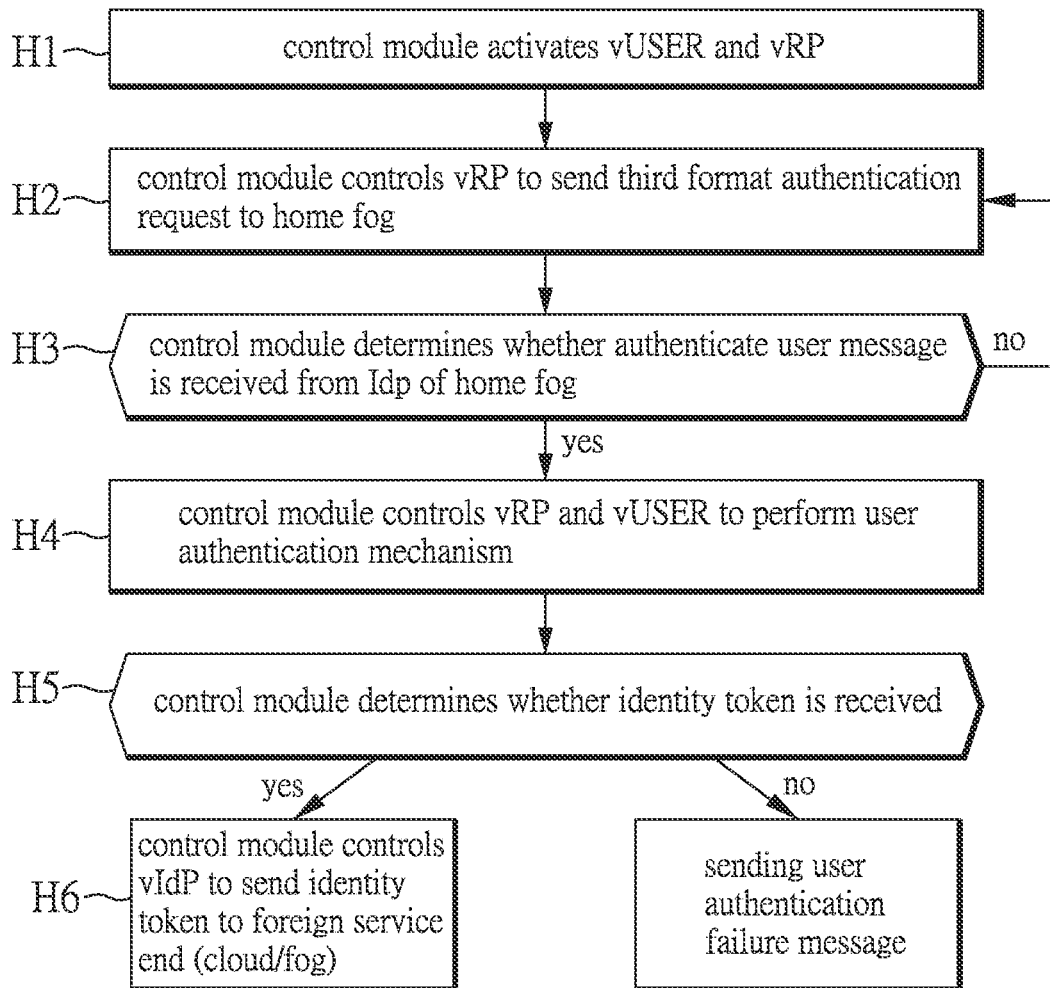 H1
control module activates vUSER and vRP
H2
control module controls vRP to send third format authentication
request to home fog
H3
control module determines whether authenticate user message
is received from Idp of home fog
no
yes
H4
control module controls vRP and vUSER to perform user
authentication mechanism
H5
control module determines whether identity token is received
yes
no
H6
control module controls
vIdP to send identity
token to foreign service
end (cloud/fog)
sending user
authentication
failure message